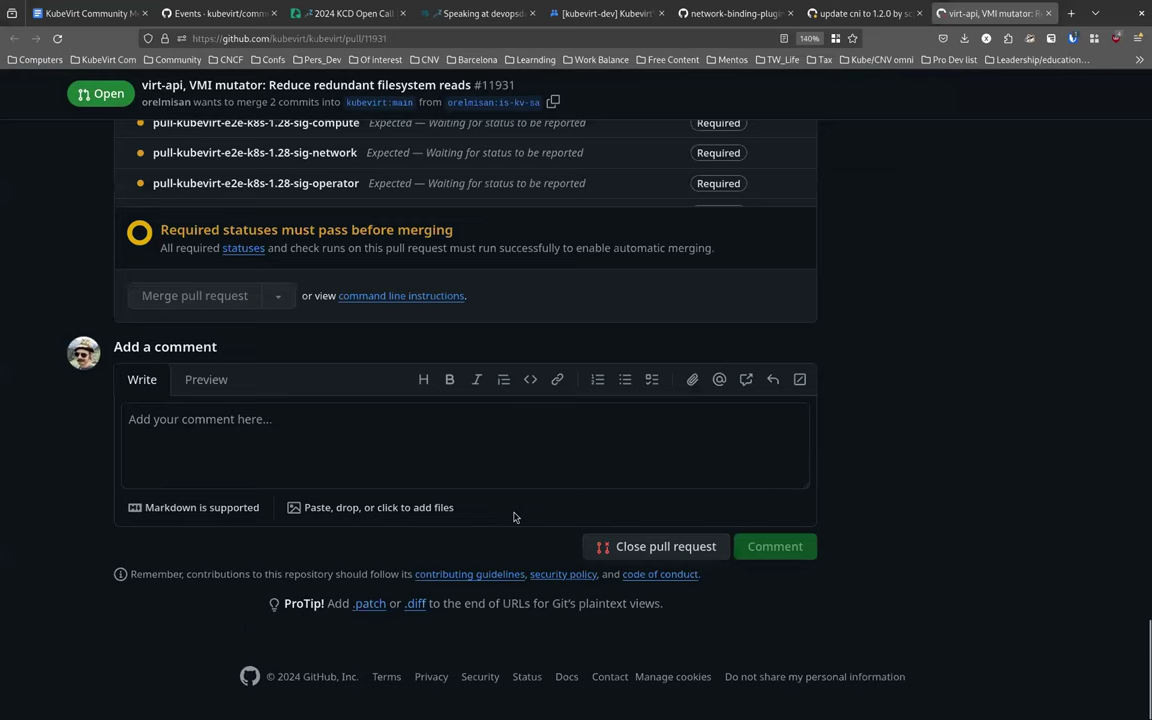 KubeVirt Community M
Events · kubevirt/comm
2024 KCD Open Call
Speaking at devopsd
[kubevirt-dev] KubeVirt
network-binding-plugin
update cni to 1.2.0 by sc
virt-api, VMI mutator: R
https://github.com/kubevirt/kubevirt/pull/11931
140%
Computers KubeVirt Com Community CNCF Confs Pers_Dev Of interest CNV Barcelona Learnding Work Balance Free Content Mentos TW_Life Tax Kube/CNV omni Pro Dev list Leadership/education...
Open
virt-api, VMI mutator: Reduce redundant filesystem reads #11931
orelmisan wants to merge 2 commits into kubevirt:main from orelmisan:is-kv-sa
pull-kubevirt-e2e-k8s-1.28-sig-compute Expected — Waiting for status to be reported Required
pull-kubevirt-e2e-k8s-1.28-sig-network Expected — Waiting for status to be reported Required
pull-kubevirt-e2e-k8s-1.28-sig-operator Expected — Waiting for status to be reported Required
Required statuses must pass before merging
All required statuses and check runs on this pull request must run successfully to enable automatic merging.
Merge pull request or view command line instructions.
Add a comment
Write Preview
Add your comment here...
Markdown is supported Paste, drop, or click to add files
Close pull request Comment
Remember, contributions to this repository should follow its contributing guidelines, security policy, and code of conduct.
ProTip! Add .patch or .diff to the end of URLs for Git's plaintext views.
© 2024 GitHub, Inc. Terms Privacy Security Status Docs Contact Manage cookies Do not share my personal information